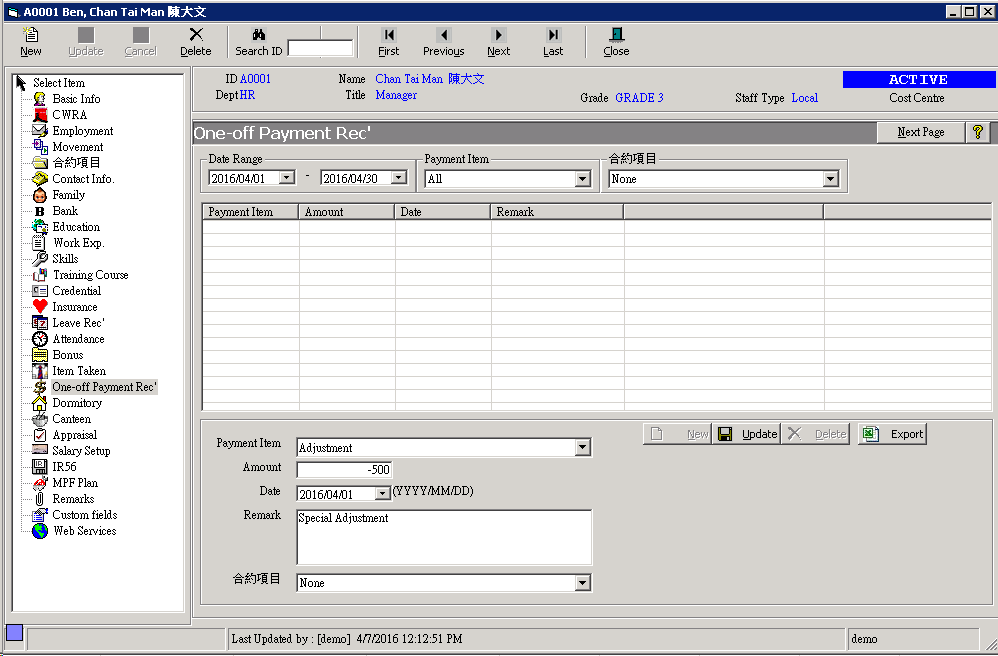 A0001 Ben, Chan Tai Man 陳大文
New Update Cancel Delete Search ID First Previous Next Last Close
Select Item
Basic Info
CWRA
Employment
Movement
合約項目
Contact Info.
Family
Bank
Education
Work Exp.
Skills
Training Course
Credential
Insurance
Leave Rec'
Attendance
Bonus
Item Taken
One-off Payment Rec'
Dormitory
Canteen
Appraisal
Salary Setup
IR56
MPF Plan
Remarks
Custom fields
Web Services
ID A0001 Name Chan Tai Man 陳大文 ACTIVE
Dept HR Title Manager Grade GRADE 3 Staff Type Local Cost Centre
One-off Payment Rec' Next Page ?
Date Range Payment Item 合約項目
2016/04/01 - 2016/04/30 All None
Payment Item Amount Date Remark
New Update Delete Export
Payment Item Adjustment
Amount -500
Date 2016/04/01 (YYYY/MM/DD)
Remark Special Adjustment
合約項目 None
Last Updated by : [demo] 4/7/2016 12:12:51 PM demo